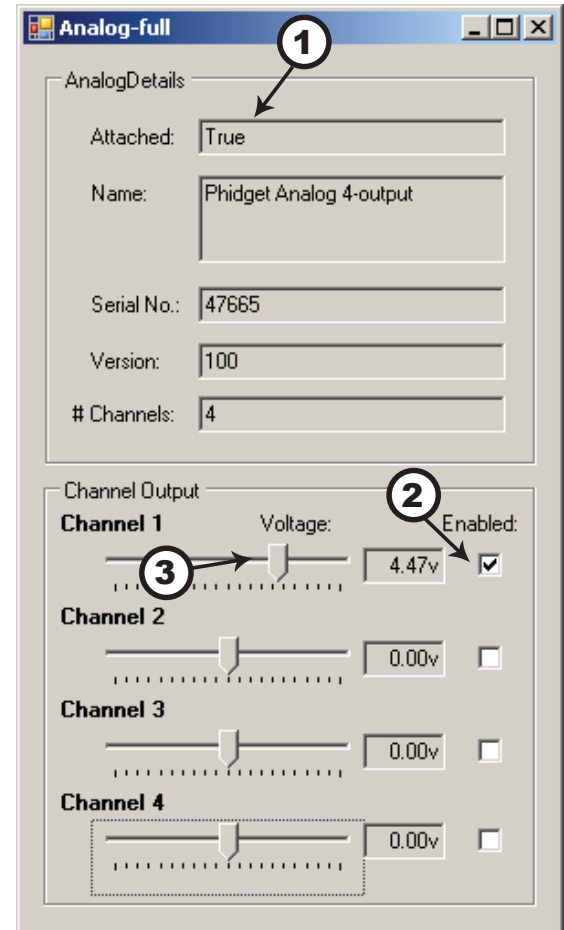 Analog-full
1
AnalogDetails
Attached: True
Name: Phidget Analog 4-output
Serial No.: 47665
Version: 100
# Channels: 4
Channel Output
2
Channel 1 Voltage: Enabled:
3
4.47v
Channel 2
0.00v
Channel 3
0.00v
Channel 4
0.00v